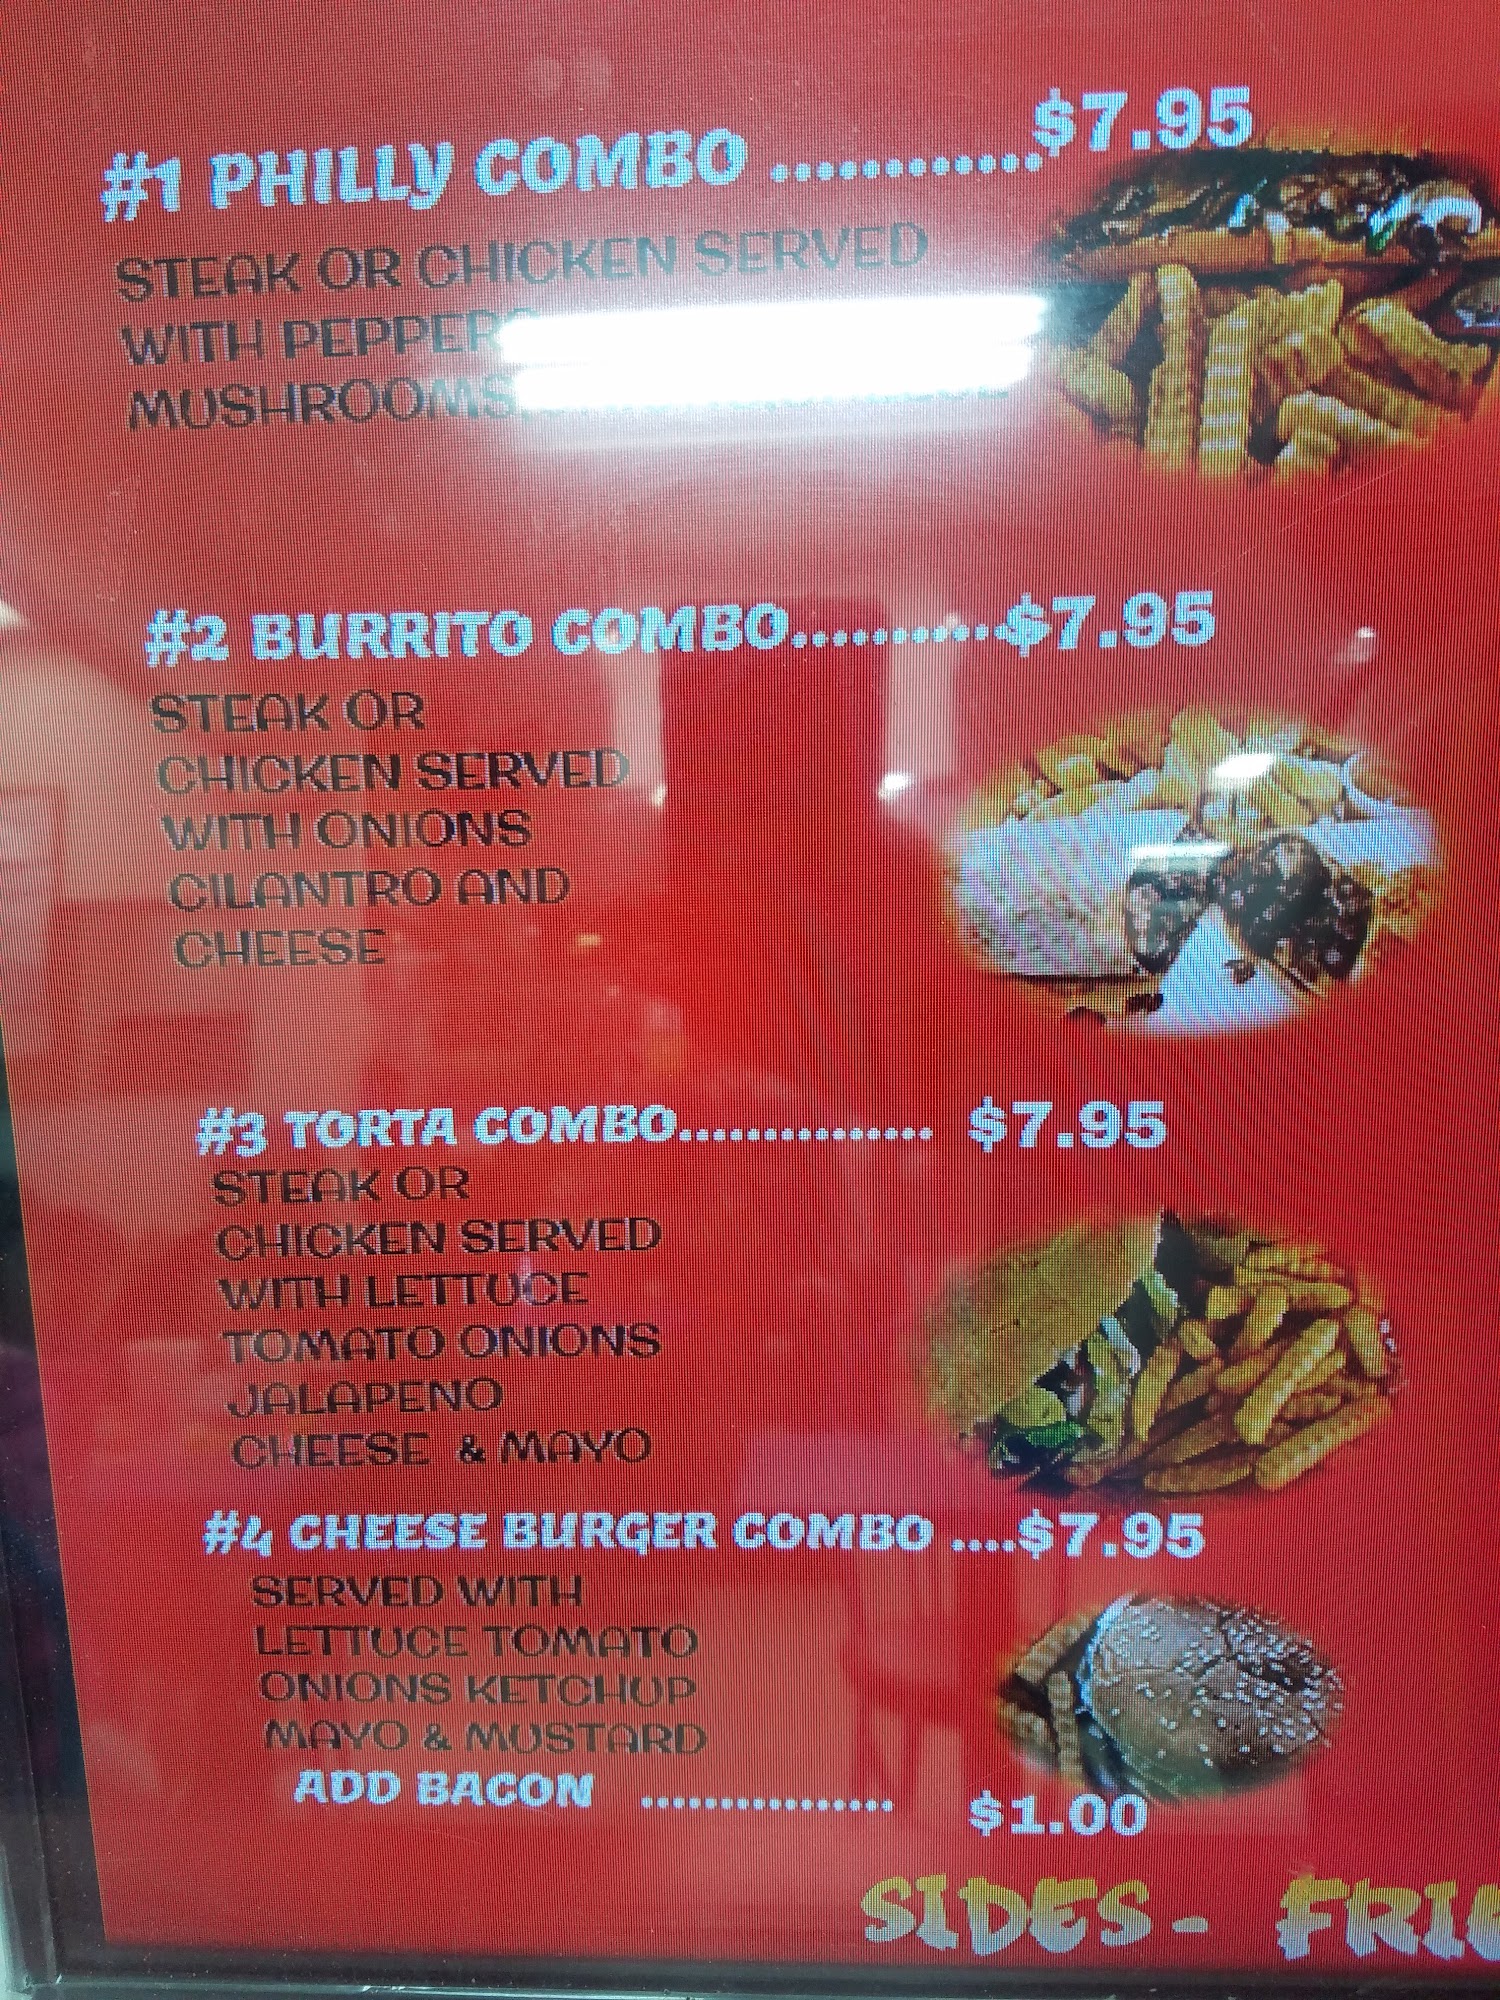 #1 PHILLY COMBO ............$7.95
STEAK OR CHICKEN SERVED
WITH PEPPERS
MUSHROOMS
#2 BURRITO COMBO...........$7.95
STEAK OR
CHICKEN SERVED
WITH ONIONS
CILANTRO AND
CHEESE
#3 TORTA COMBO................ $7.95
STEAK OR
CHICKEN SERVED
WITH LETTUCE
TOMATO ONIONS
JALAPENO
CHEESE & MAYO
#4 CHEESE BURGER COMBO ....$7.95
SERVED WITH
LETTUCE TOMATO
ONIONS KETCHUP
MAYO & MUSTARD
ADD BACON ................ $1.00
SIDES-